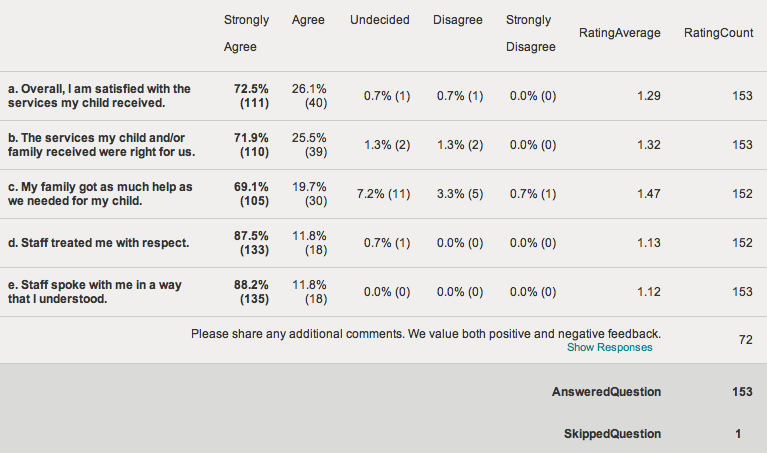 Strongly Agree Undecided Disagree Strongly
Agree Disagree RatingAverage RatingCount
a. Overall, I am satisfied with the 72.5% 26.1% 0.7% (1) 0.7% (1) 0.0% (0) 1.29 153
services my child received. (111) (40)
b. The services my child and/or 71.9% 25.5% 1.3% (2) 1.3% (2) 0.0% (0) 1.32 153
family received were right for us. (110) (39)
c. My family got as much help as 69.1% 19.7% 7.2% (11) 3.3% (5) 0.7% (1) 1.47 152
we needed for my child. (105) (30)
d. Staff treated me with respect. 87.5% 11.8% 0.7% (1) 0.0% (0) 0.0% (0) 1.13 152
(133) (18)
e. Staff spoke with me in a way 88.2% 11.8% 0.0% (0) 0.0% (0) 0.0% (0) 1.12 153
that I understood. (135) (18)
Please share any additional comments. We value both positive and negative feedback. 72
Show Responses
AnsweredQuestion 153
SkippedQuestion 1